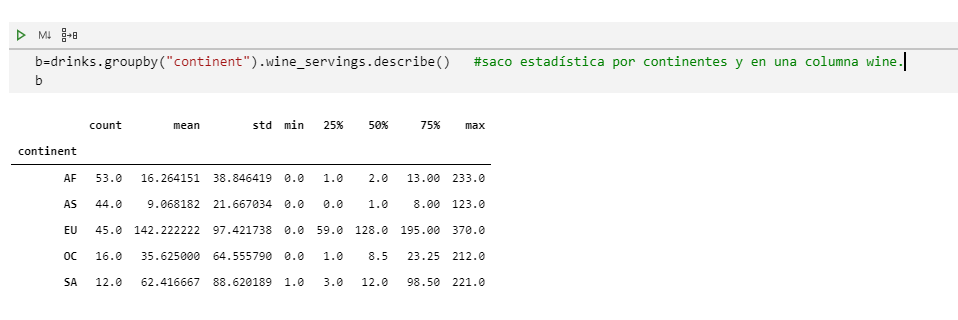 M↓
b=drinks.groupby("continent").wine_servings.describe() #saco estadística por continentes y en una columna wine.
b
count mean std min 25% 50% 75% max
continent
AF 53.0 16.264151 38.846419 0.0 1.0 2.0 13.00 233.0
AS 44.0 9.068182 21.667034 0.0 0.0 1.0 8.00 123.0
EU 45.0 142.222222 97.421738 0.0 59.0 128.0 195.00 370.0
OC 16.0 35.625000 64.555790 0.0 1.0 8.5 23.25 212.0
SA 12.0 62.416667 88.620189 1.0 3.0 12.0 98.50 221.0